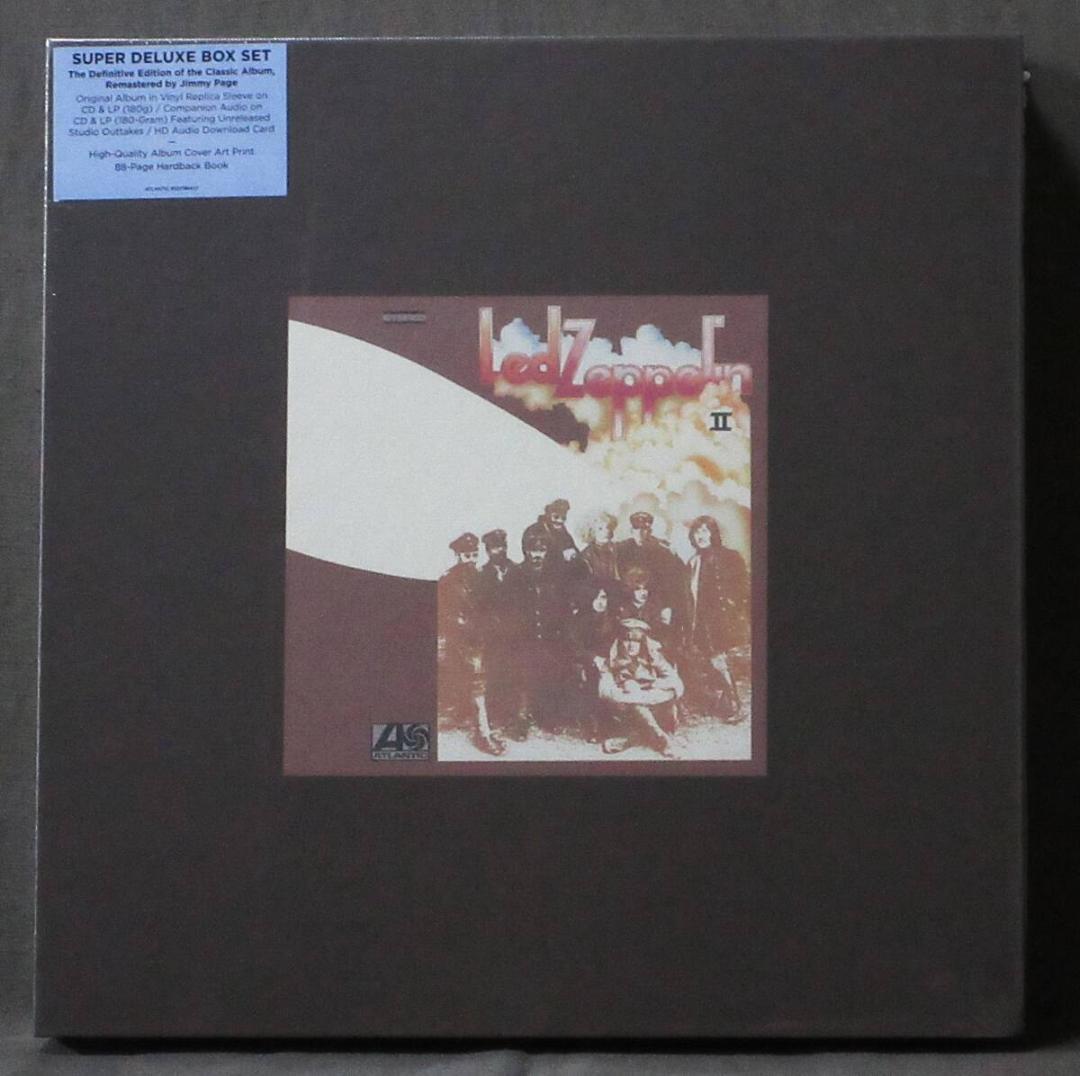 SUPER DELUXE BOX SET
The Definitive Edition of the Classic Album,
Remastered by Jimmy Page
Original Album in Vinyl Replica Sleeve on
CD & LP (180g) / Companion Audio on
CD & LP (180-Gram) Featuring Unreleased
Studio Outtakes / HD Audio Download Card
—
High-Quality Album Cover Art Print
88-Page Hardback Book
ATLANTIC
STEREO
Led Zeppelin
II
ATLANTIC